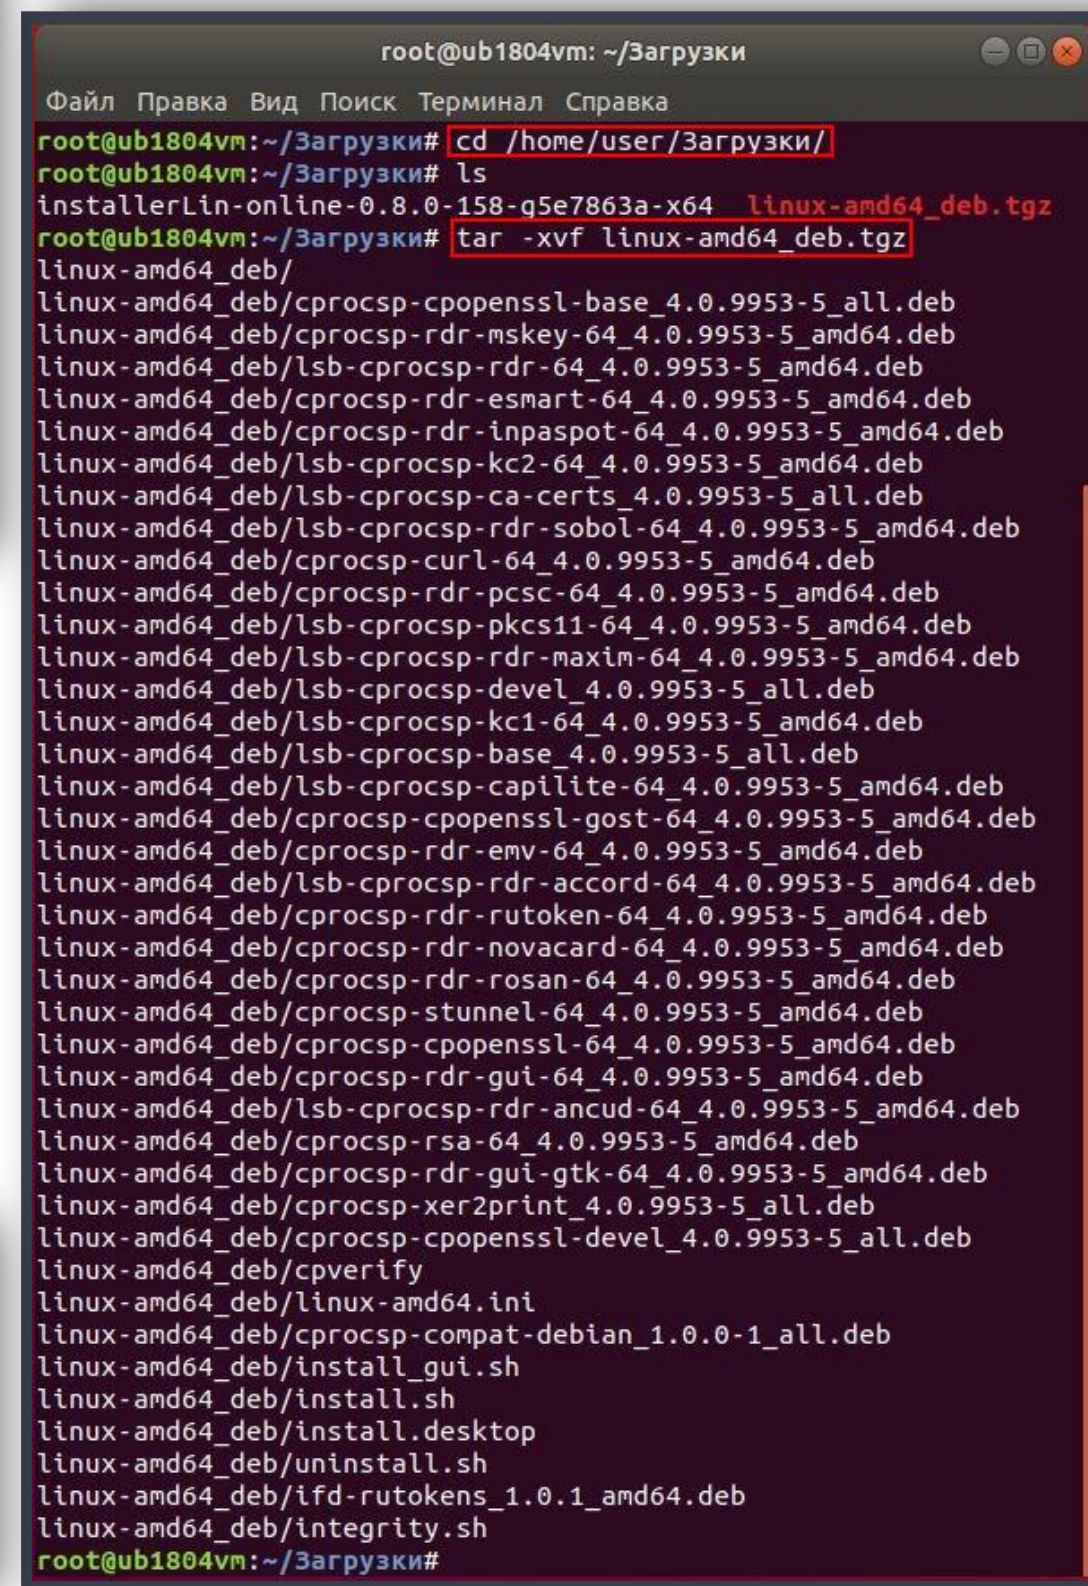 root@ub1804vm: ~/Загрузки
Файл Правка Вид Поиск Терминал Справка
root@ub1804vm:~/Загрузки# cd /home/user/Загрузки/
root@ub1804vm:~/Загрузки# ls
installerLin-online-0.8.0-158-g5e7863a-x64 linux-amd64_deb.tgz
root@ub1804vm:~/Загрузки# tar -xvf linux-amd64_deb.tgz
linux-amd64_deb/
linux-amd64_deb/cprocsp-cpopenssl-base_4.0.9953-5_all.deb
linux-amd64_deb/cprocsp-rdr-mskey-64_4.0.9953-5_amd64.deb
linux-amd64_deb/lsb-cprocsp-rdr-64_4.0.9953-5_amd64.deb
linux-amd64_deb/cprocsp-rdr-esmart-64_4.0.9953-5_amd64.deb
linux-amd64_deb/cprocsp-rdr-inpaspot-64_4.0.9953-5_amd64.deb
linux-amd64_deb/lsb-cprocsp-kc2-64_4.0.9953-5_amd64.deb
linux-amd64_deb/lsb-cprocsp-ca-certs_4.0.9953-5_all.deb
linux-amd64_deb/lsb-cprocsp-rdr-sobol-64_4.0.9953-5_amd64.deb
linux-amd64_deb/cprocsp-curl-64_4.0.9953-5_amd64.deb
linux-amd64_deb/cprocsp-rdr-pcsc-64_4.0.9953-5_amd64.deb
linux-amd64_deb/lsb-cprocsp-pkcs11-64_4.0.9953-5_amd64.deb
linux-amd64_deb/lsb-cprocsp-rdr-maxim-64_4.0.9953-5_amd64.deb
linux-amd64_deb/lsb-cprocsp-devel_4.0.9953-5_all.deb
linux-amd64_deb/lsb-cprocsp-kc1-64_4.0.9953-5_amd64.deb
linux-amd64_deb/lsb-cprocsp-base_4.0.9953-5_all.deb
linux-amd64_deb/lsb-cprocsp-capilite-64_4.0.9953-5_amd64.deb
linux-amd64_deb/cprocsp-cpopenssl-gost-64_4.0.9953-5_amd64.deb
linux-amd64_deb/cprocsp-rdr-emv-64_4.0.9953-5_amd64.deb
linux-amd64_deb/lsb-cprocsp-rdr-accord-64_4.0.9953-5_amd64.deb
linux-amd64_deb/cprocsp-rdr-rutoken-64_4.0.9953-5_amd64.deb
linux-amd64_deb/cprocsp-rdr-novacard-64_4.0.9953-5_amd64.deb
linux-amd64_deb/cprocsp-rdr-rosan-64_4.0.9953-5_amd64.deb
linux-amd64_deb/cprocsp-stunnel-64_4.0.9953-5_amd64.deb
linux-amd64_deb/cprocsp-cpopenssl-64_4.0.9953-5_amd64.deb
linux-amd64_deb/cprocsp-rdr-gui-64_4.0.9953-5_amd64.deb
linux-amd64_deb/lsb-cprocsp-rdr-ancud-64_4.0.9953-5_amd64.deb
linux-amd64_deb/cprocsp-rsa-64_4.0.9953-5_amd64.deb
linux-amd64_deb/cprocsp-rdr-gui-gtk-64_4.0.9953-5_amd64.deb
linux-amd64_deb/cprocsp-xer2print_4.0.9953-5_all.deb
linux-amd64_deb/cprocsp-cpopenssl-devel_4.0.9953-5_all.deb
linux-amd64_deb/cpverify
linux-amd64_deb/linux-amd64.ini
linux-amd64_deb/cprocsp-compat-debian_1.0.0-1_all.deb
linux-amd64_deb/install_gui.sh
linux-amd64_deb/install.sh
linux-amd64_deb/install.desktop
linux-amd64_deb/uninstall.sh
linux-amd64_deb/ifd-rutokens_1.0.1_amd64.deb
linux-amd64_deb/integrity.sh
root@ub1804vm:~/Загрузки#